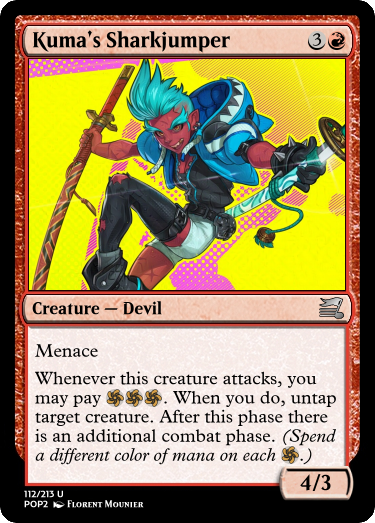 Kuma's Sharkjumper 3
Creature — Devil
Menace
Whenever this creature attacks, you
may pay . When you do, untap
target creature. After this phase there
is an additional combat phase. (Spend
a different color of mana on each .)
4/3
112/213 U
POP2 Florent Mounier